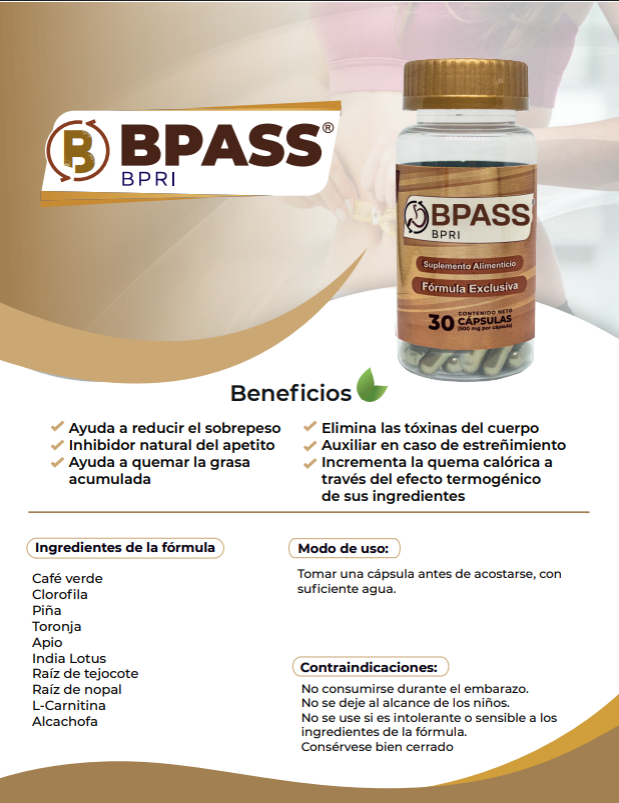 BPASS®
BPRI
BPASS
BPRI
Suplemento Alimenticio
Fórmula Exclusiva
CONTENIDO NETO
30 CÁPSULAS
(500 mg por cápsula)
Beneficios
Ayuda a reducir el sobrepeso
Inhibidor natural del apetito
Ayuda a quemar la grasa
acumulada
Elimina las tóxinas del cuerpo
Auxiliar en caso de estreñimiento
Incrementa la quema calórica a
través del efecto termogénico
de sus ingredientes
Ingredientes de la fórmula
Café verde
Clorofila
Piña
Toronja
Apio
India Lotus
Raíz de tejocote
Raíz de nopal
L-Carnitina
Alcachofa
Modo de uso:
Tomar una cápsula antes de acostarse, con
suficiente agua.
Contraindicaciones:
No consumirse durante el embarazo.
No se deje al alcance de los niños.
No se use si es intolerante o sensible a los
ingredientes de la fórmula.
Consérvese bien cerrado